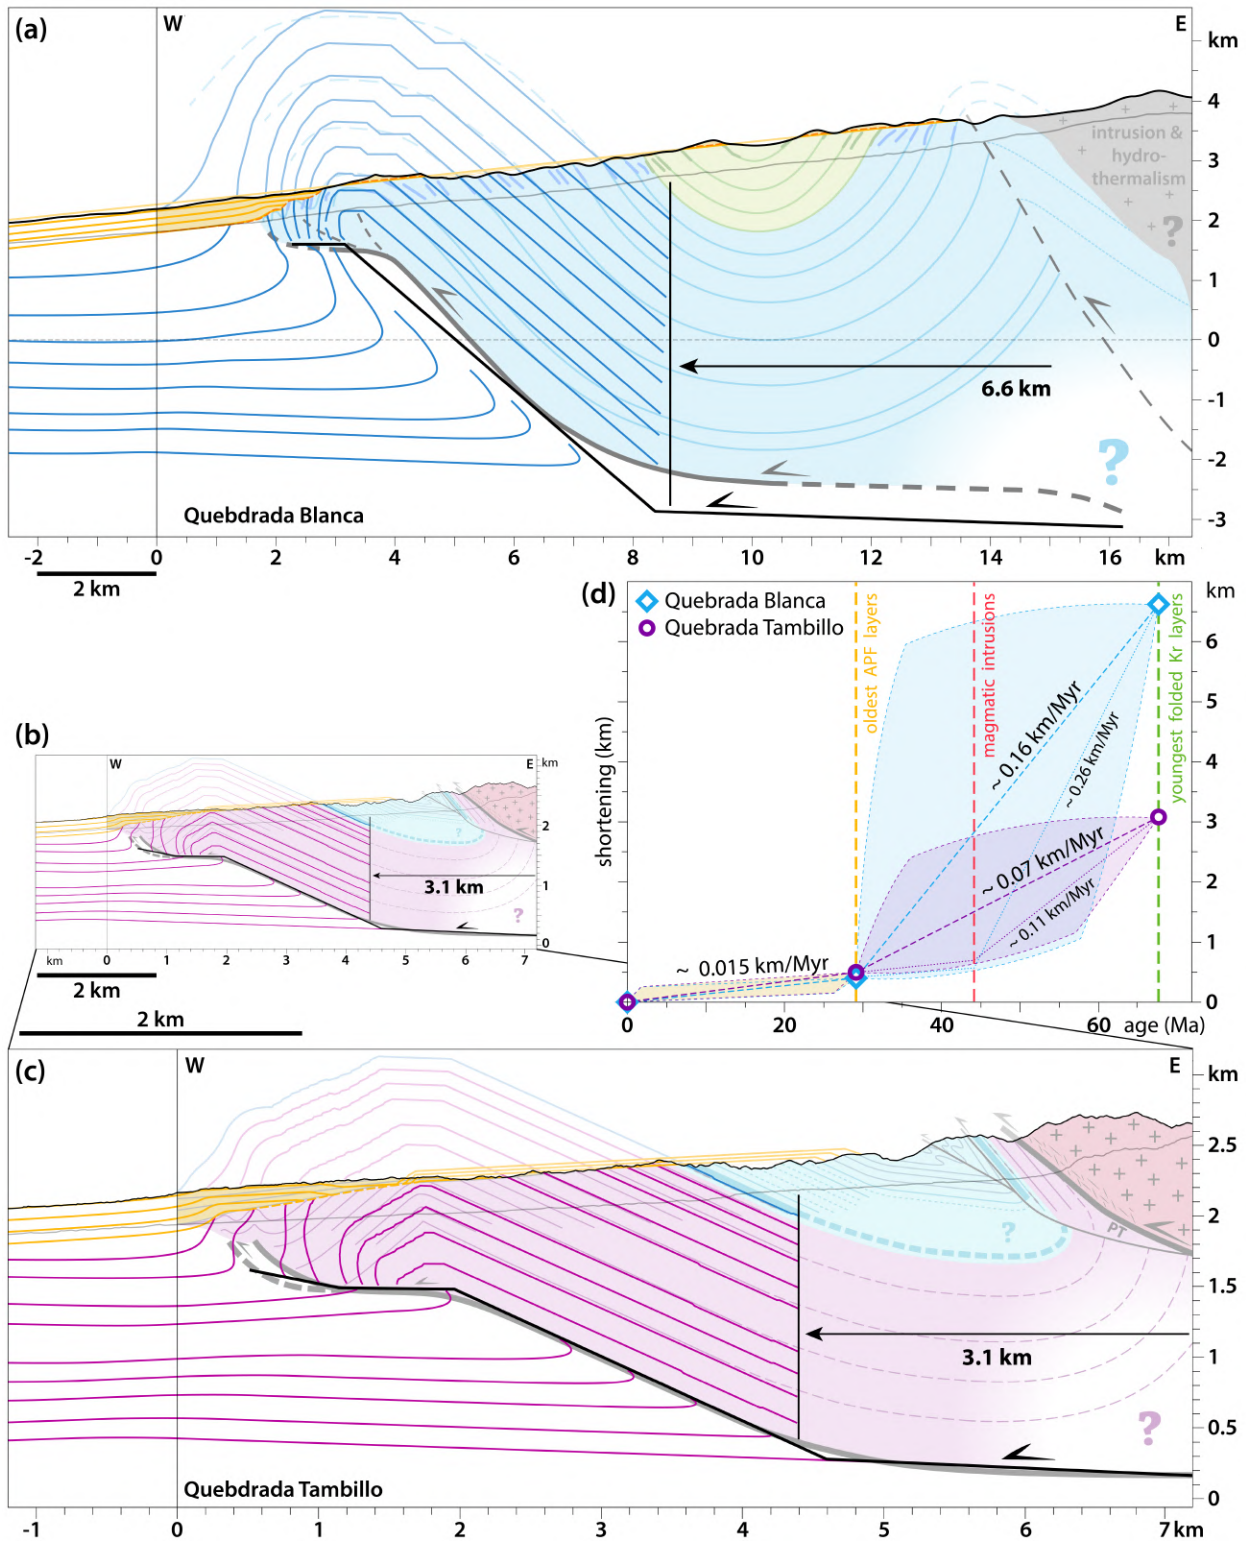 (a)
W
E
km
4
3
2
1
0
-1
-2
-3
intrusion &
hydro-
thermalism
?
6.6 km
?
Quebdrada Blanca
-2
0
2
4
6
8
10
12
14
16
km
2 km
(b)
W
E
km
2
1
0
?
3.1 km
?
km
0
1
2
3
4
5
6
7
2 km
2 km
(d)
Quebrada Blanca
Quebrada Tambillo
oldest APF layers
magmatic intrusions
youngest folded Kr layers
km
6
5
4
3
2
1
0
shortening (km)
~ 0.16 km/Myr
~ 0.26 km/Myr
~ 0.07 km/Myr
~ 0.11 km/Myr
~ 0.015 km/Myr
0
20
40
60
age (Ma)
(c)
W
E
km
2.5
2
1.5
1
0.5
0
?
PT
3.1 km
?
Quebdrada Tambillo
-1
0
1
2
3
4
5
6
7 km